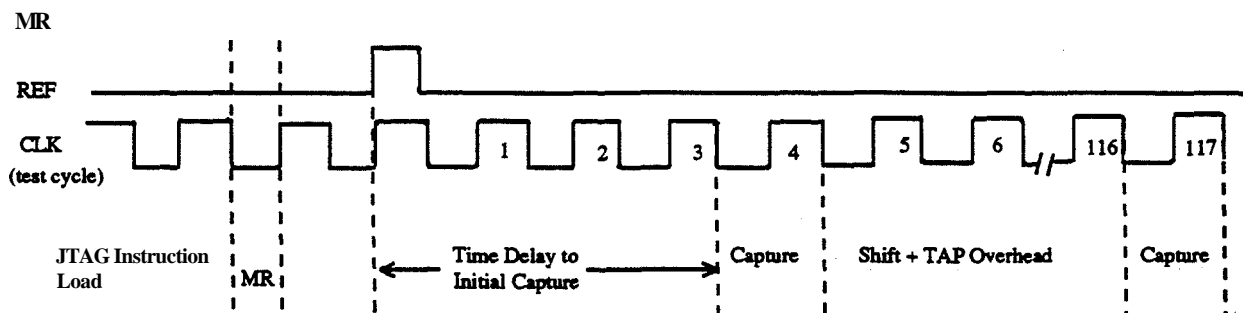 MR
REF
CLK
(test cycle)
1 2 3 4 5 6 116 117
JTAG Instruction
Load
MR
Time Delay to
Initial Capture
Capture
Shift + TAP Overhead
Capture